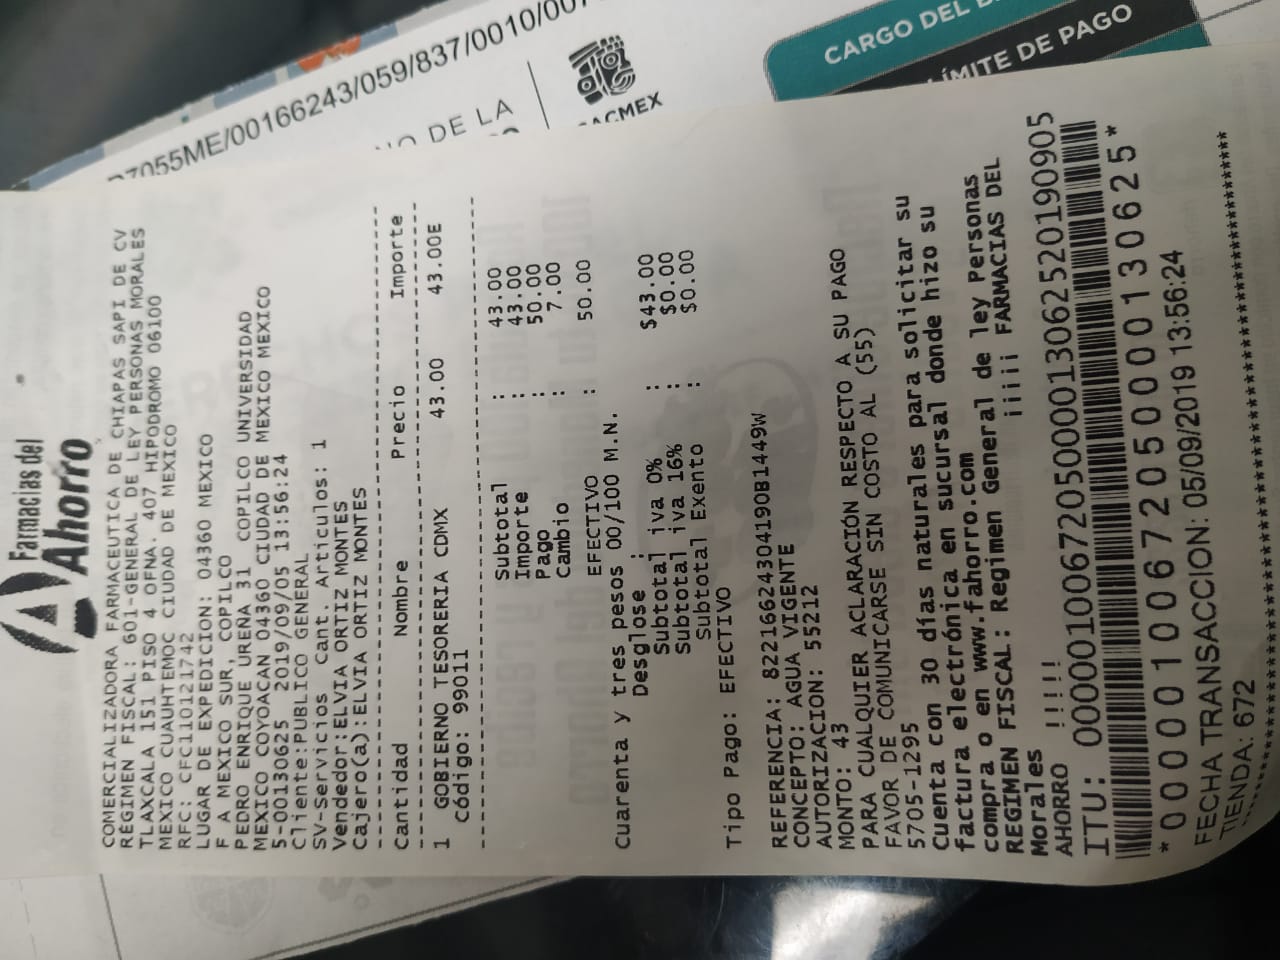 Farmacias del
Ahorro
COMERCIALIZADORA FARMACEUTICA DE CHIAPAS SAPI DE CV
RÉGIMEN FISCAL: 601-GENERAL DE LEY PERSONAS MORALES
TLAXCALA 151 PISO 4 OFNA. 407 HIPODROMO 06100
MEXICO CUAUHTEMOC CIUDAD DE MEXICO
RFC: CFC110121742
LUGAR DE EXPEDICION: 04360 MEXICO
F A MEXICO SUR, COPILCO
PEDRO ENRIQUE UREÑA 31 COPILCO UNIVERSIDAD
MEXICO COYOACAN 04360 CIUDAD DE MEXICO MEXICO
5-00130625 2019/09/05 13:56:24
Cliente:PUBLICO GENERAL
SV-Servicios Cant. Articulos: 1
Vendedor:ELVIA ORTIZ MONTES
Cajero(a):ELVIA ORTIZ MONTES
Cantidad Nombre Precio Importe
1 GOBIERNO TESORERIA CDMX 43.00 43.00E
Código: 99011
Subtotal : 43.00
Importe : 43.00
Pago : 50.00
Cambio : 7.00
EFECTIVO : 50.00
Cuarenta y tres pesos 00/100 M.N.
Desglose :
Subtotal iva 0% : $43.00
Subtotal iva 16% : $0.00
Subtotal Exento : $0.00
Tipo Pago: EFECTIVO
REFERENCIA: 82216624304190B1449W
CONCEPTO: AGUA VIGENTE
AUTORIZACION: 55212
MONTO: 43
PARA CUALQUIER ACLARACIÓN RESPECTO A SU PAGO
FAVOR DE COMUNICARSE SIN COSTO AL (55)
5705-1295
Cuenta con 30 días naturales para solicitar su
factura electrónica en sucursal donde hizo su
compra o en www.fahorro.com
REGIMEN FISCAL: Regimen General de ley Personas
Morales ¡¡¡¡¡ FARMACIAS DEL
AHORRO !!!!!
ITU: 0000010067205000013062520190905
*00000100672050000130625*
FECHA TRANSACCION: 05/09/2019 13:56:24
TIENDA: 672
************************************************************
55ME/00166243/059/837/0010/007
DE LA
ACMEX
CARGO DEL
LÍMITE DE PAGO